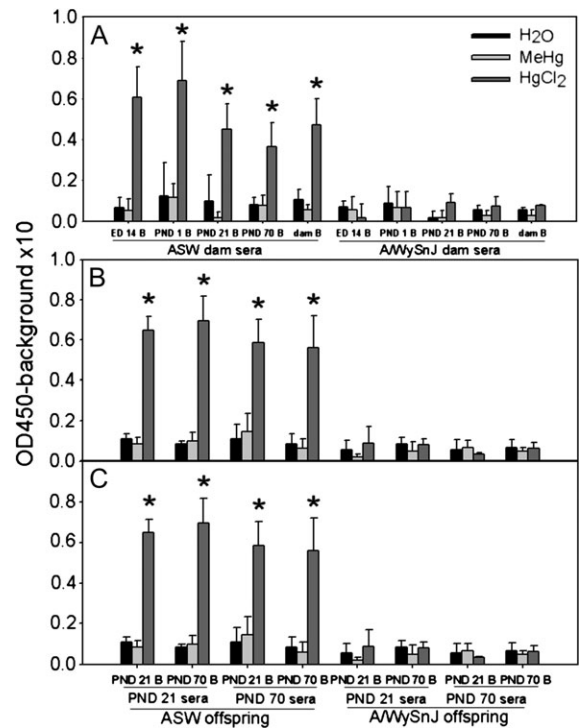 A
H2O
MeHg
HgCl2
1.0
0.8
0.6
0.4
0.2
0.0
* * * * *
ED 14 B PND 1 B PND 21 B PND 70 B dam B ED 14 B PND 1 B PND 21 B PND 70 B dam B
ASW dam sera A/WySnJ dam sera
OD450-background x10
B
1.0
0.8
0.6
0.4
0.2
0.0
* * * *
C
0.8
0.6
0.4
0.2
0.0
* * * *
PND 21 B PND 70 B PND 21 B PND 70 B PND 21 B PND 70 B PND 21 B PND 70 B
PND 21 sera PND 70 sera PND 21 sera PND 70 sera
ASW offspring A/WySnJ offspring